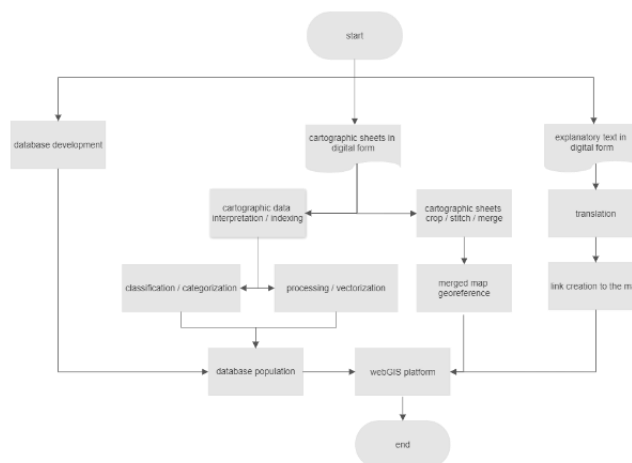 start
database development
cartographic sheets in
digital form
explanatory text in
digital form
cartographic data
interpretation / indexing
cartographic sheets
crop / stitch / merge
translation
classification / categorization
processing / vectorization
merged map
georeference
link creation to the m
database population
webGIS platform
end